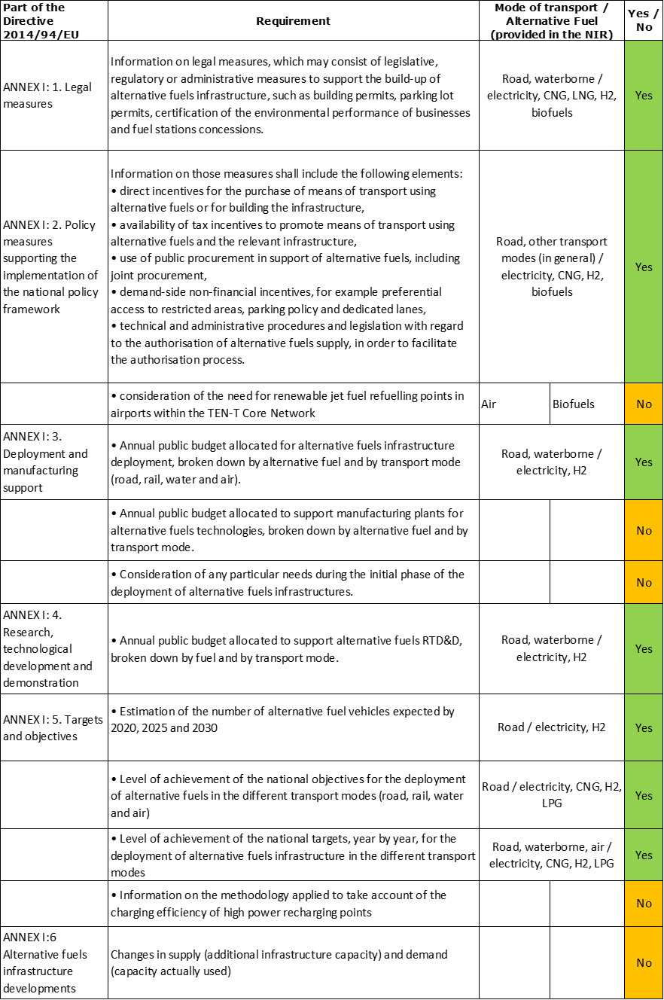 Part of the
Directive
2014/94/EU
Requirement
Mode of transport /
Alternative Fuel
(provided in the NIR)
Yes /
No
ANNEX I: 1. Legal
measures
Information on legal measures, which may consist of legislative,
regulatory or administrative measures to support the build-up of
alternative fuels infrastructure, such as building permits, parking lot
permits, certification of the environmental performance of businesses
and fuel stations concessions.
Road, waterborne /
electricity, CNG, LNG, H2,
biofuels
Yes
ANNEX I: 2. Policy
measures
supporting the
implementation of
the national policy
framework
Information on those measures shall include the following elements:
• direct incentives for the purchase of means of transport using
alternative fuels or for building the infrastructure,
• availability of tax incentives to promote means of transport using
alternative fuels and the relevant infrastructure,
• use of public procurement in support of alternative fuels, including
joint procurement,
• demand-side non-financial incentives, for example preferential
access to restricted areas, parking policy and dedicated lanes,
• technical and administrative procedures and legislation with regard
to the authorisation of alternative fuels supply, in order to facilitate
the authorisation process.
Road, other transport
modes (in general) /
electricity, CNG, H2,
biofuels
Yes
• consideration of the need for renewable jet fuel refuelling points in
airports within the TEN-T Core Network
Air
Biofuels
No
ANNEX I: 3.
Deployment and
manufacturing
support
• Annual public budget allocated for alternative fuels infrastructure
deployment, broken down by alternative fuel and by transport mode
(road, rail, water and air).
Road, waterborne /
electricity, H2
Yes
• Annual public budget allocated to support manufacturing plants for
alternative fuels technologies, broken down by alternative fuel and by
transport mode.
No
• Consideration of any particular needs during the initial phase of the
deployment of alternative fuels infrastructures.
No
ANNEX I: 4.
Research,
technological
development and
demonstration
• Annual public budget allocated to support alternative fuels RTD&D,
broken down by fuel and by transport mode.
Road, waterborne /
electricity, H2
Yes
ANNEX I: 5. Targets
and objectives
• Estimation of the number of alternative fuel vehicles expected by
2020, 2025 and 2030
Road / electricity, H2
Yes
• Level of achievement of the national objectives for the deployment
of alternative fuels in the different transport modes (road, rail, water
and air)
Road / electricity, CNG, H2,
LPG
Yes
• Level of achievement of the national targets, year by year, for the
deployment of alternative fuels infrastructure in the different transport
modes
Road, waterborne, air /
electricity, CNG, H2, LPG
Yes
• Information on the methodology applied to take account of the
charging efficiency of high power recharging points
No
ANNEX I:6
Alternative fuels
infrastructure
developments
Changes in supply (additional infrastructure capacity) and demand
(capacity actually used)
No